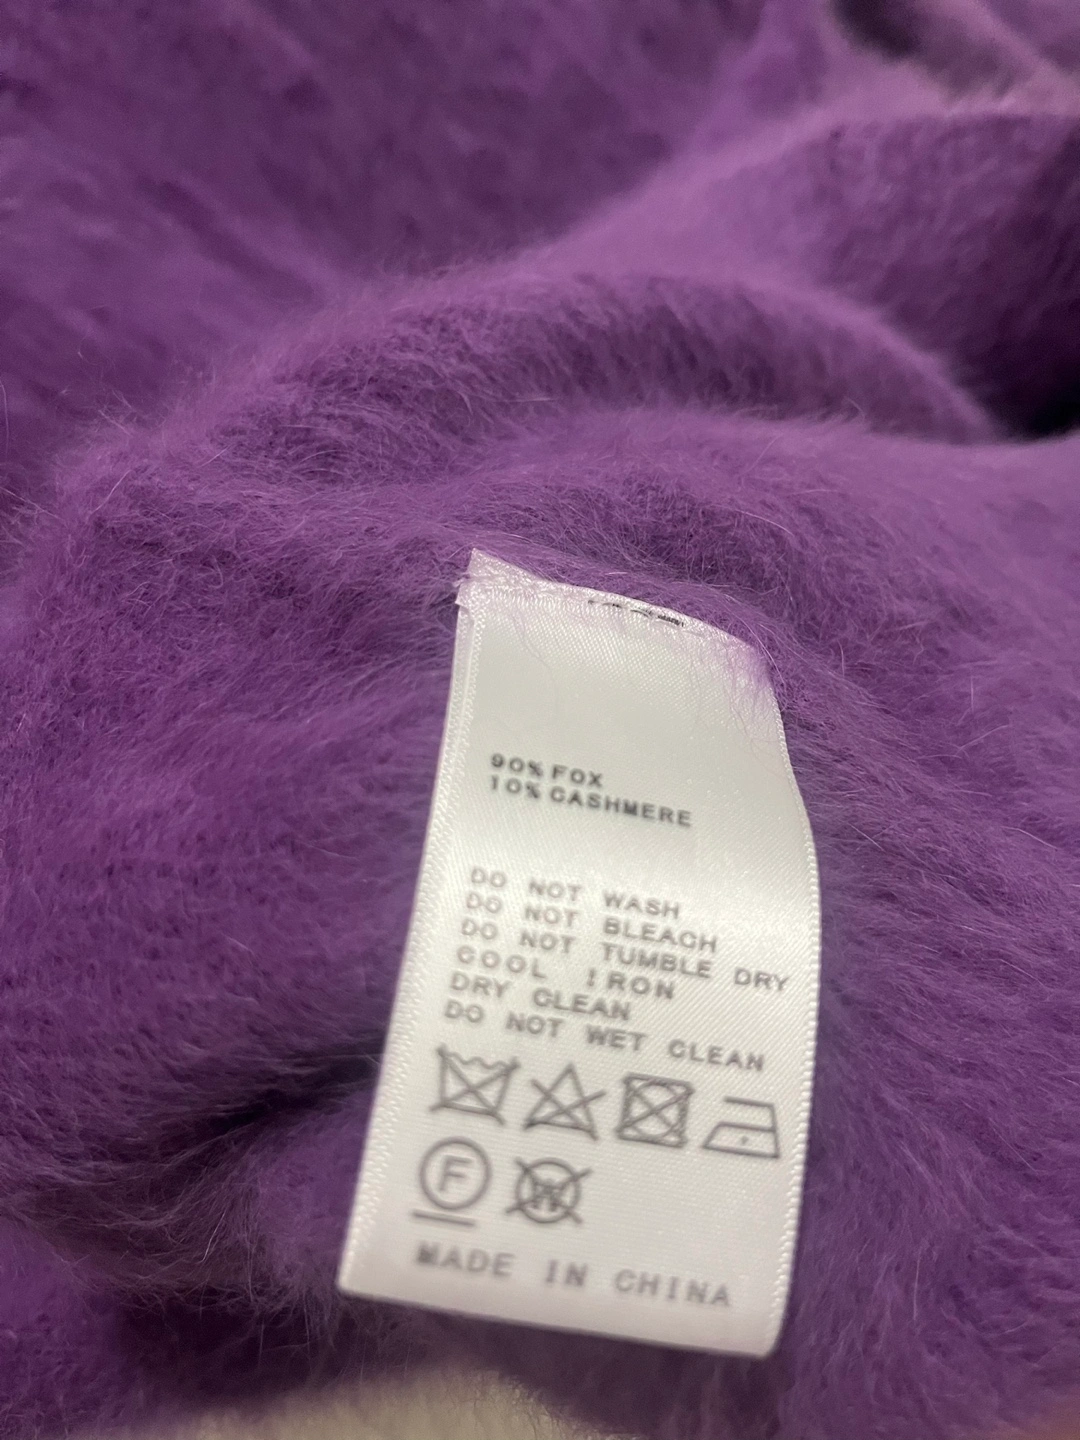 90% FOX
10% CASHMERE
DO NOT WASH
DO NOT BLEACH
DO NOT TUMBLE DRY
COOL IRON
DRY CLEAN
DO NOT WET CLEAN
F W
MADE IN CHINA